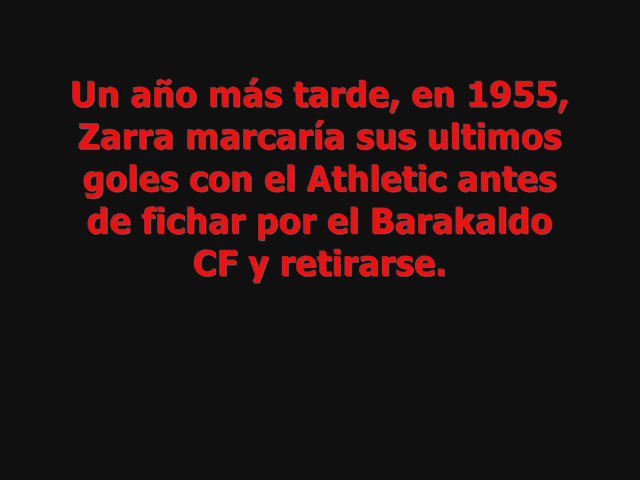 Un año más tarde, en 1955,
Zarra marcaría sus ultimos
goles con el Athletic antes
de fichar por el Barakaldo
CF y retirarse.